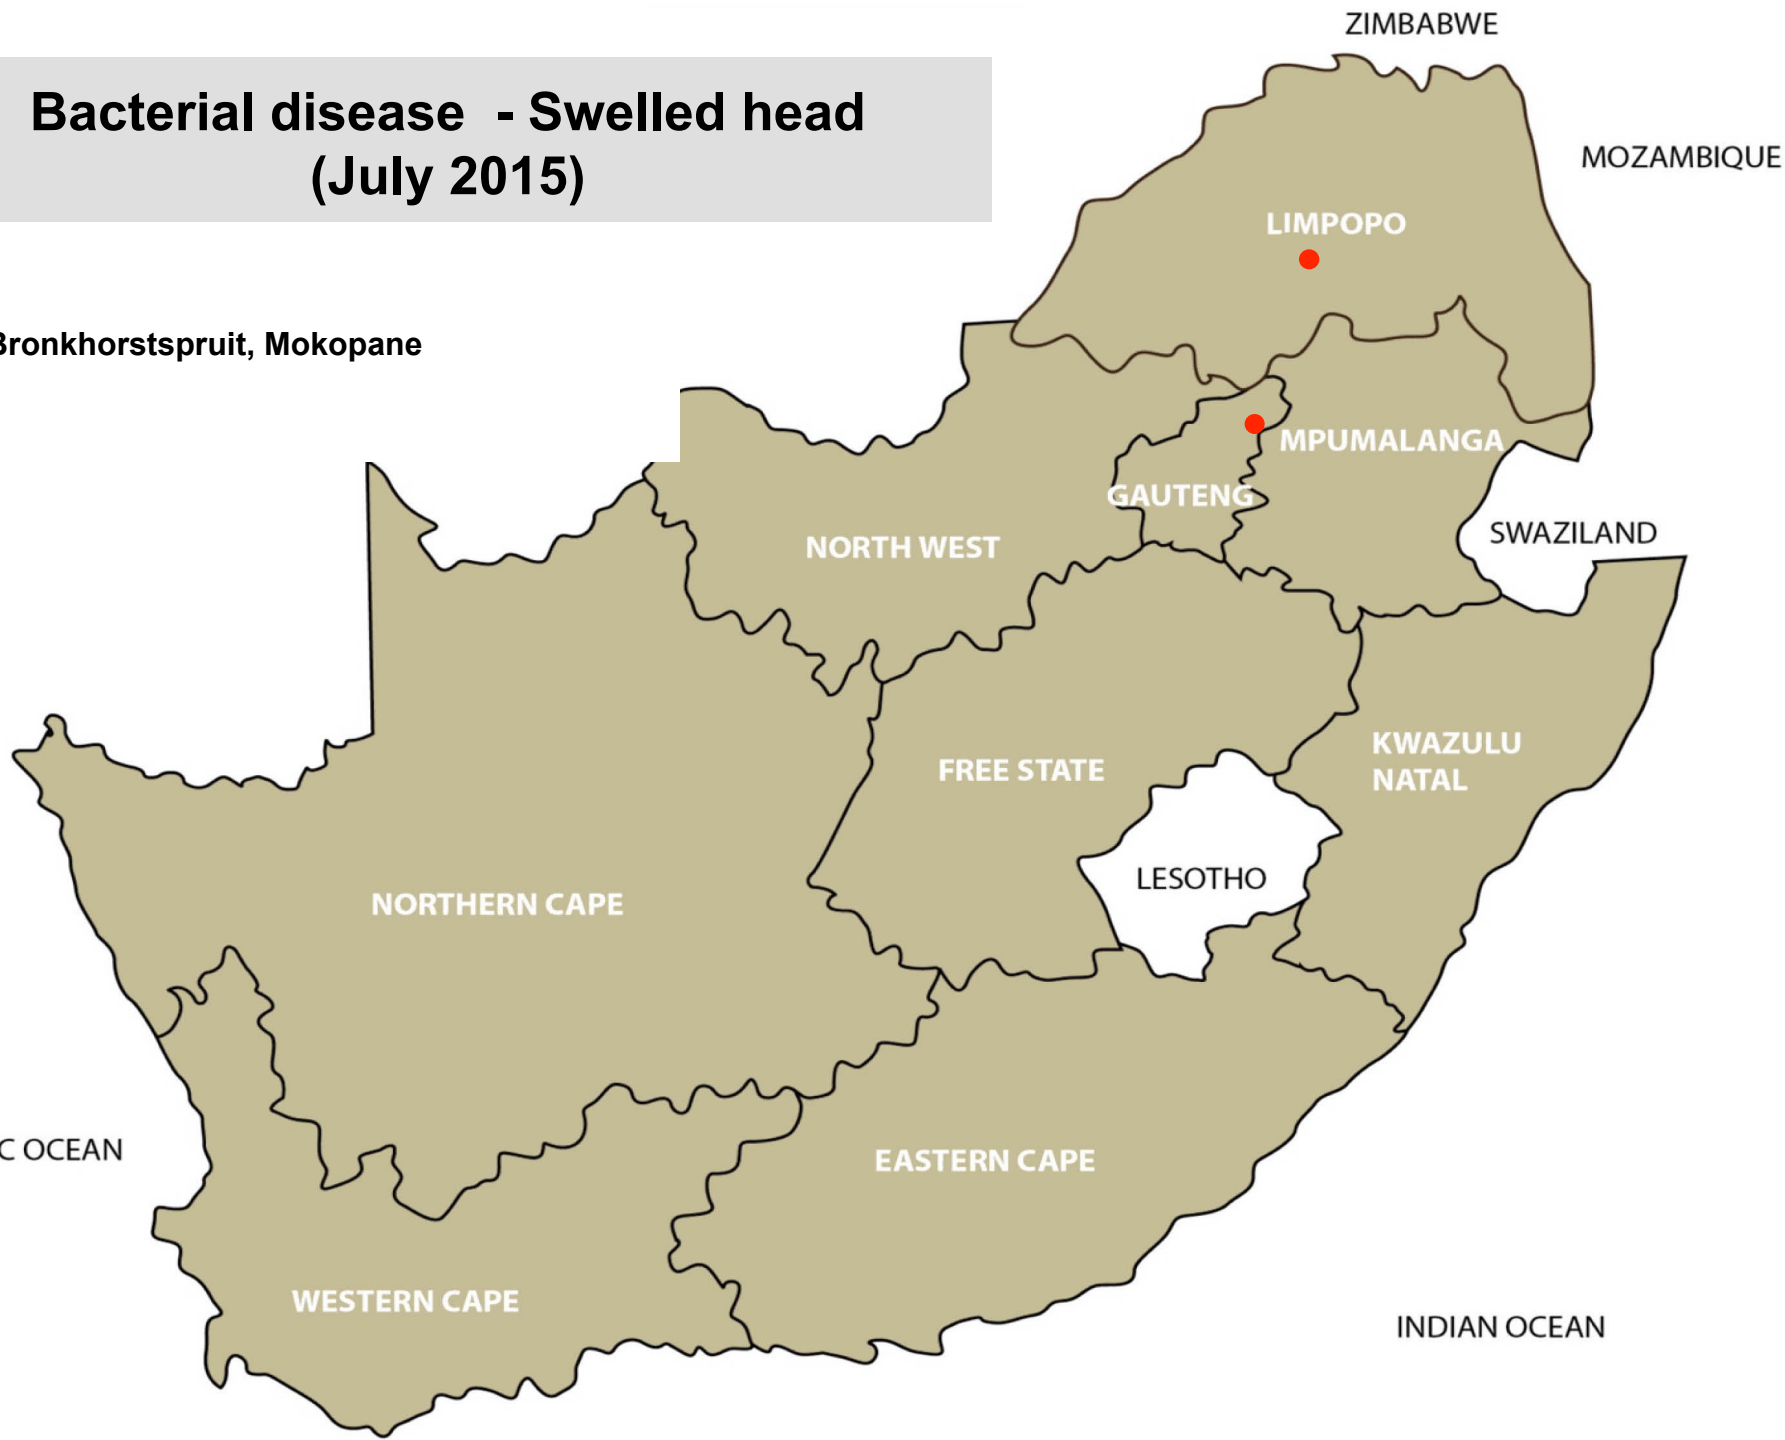 ZIMBABWE
Bacterial disease - Swelled head
(July 2015)
MOZAMBIQUE
LIMPOPO
Bronkhorstspruit, Mokopane
MPUMALANGA
GAUTENG
SWAZILAND
NORTH WEST
KWAZULU
NATAL
FREE STATE
LESOTHO
NORTHERN CAPE
C OCEAN
EASTERN CAPE
WESTERN CAPE
INDIAN OCEAN